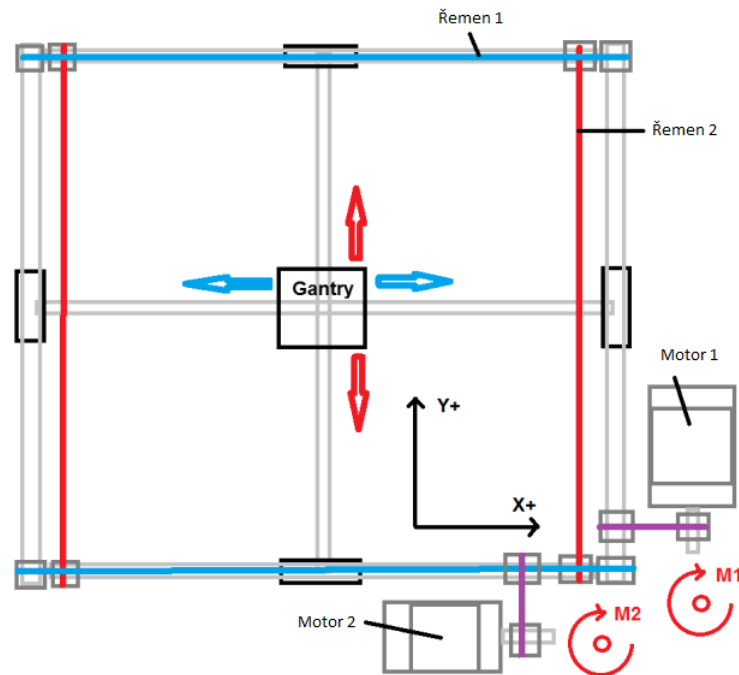 Řemen 1
Řemen 2
Gantry
Motor 1
Y+
X+
M1
Motor 2
M2